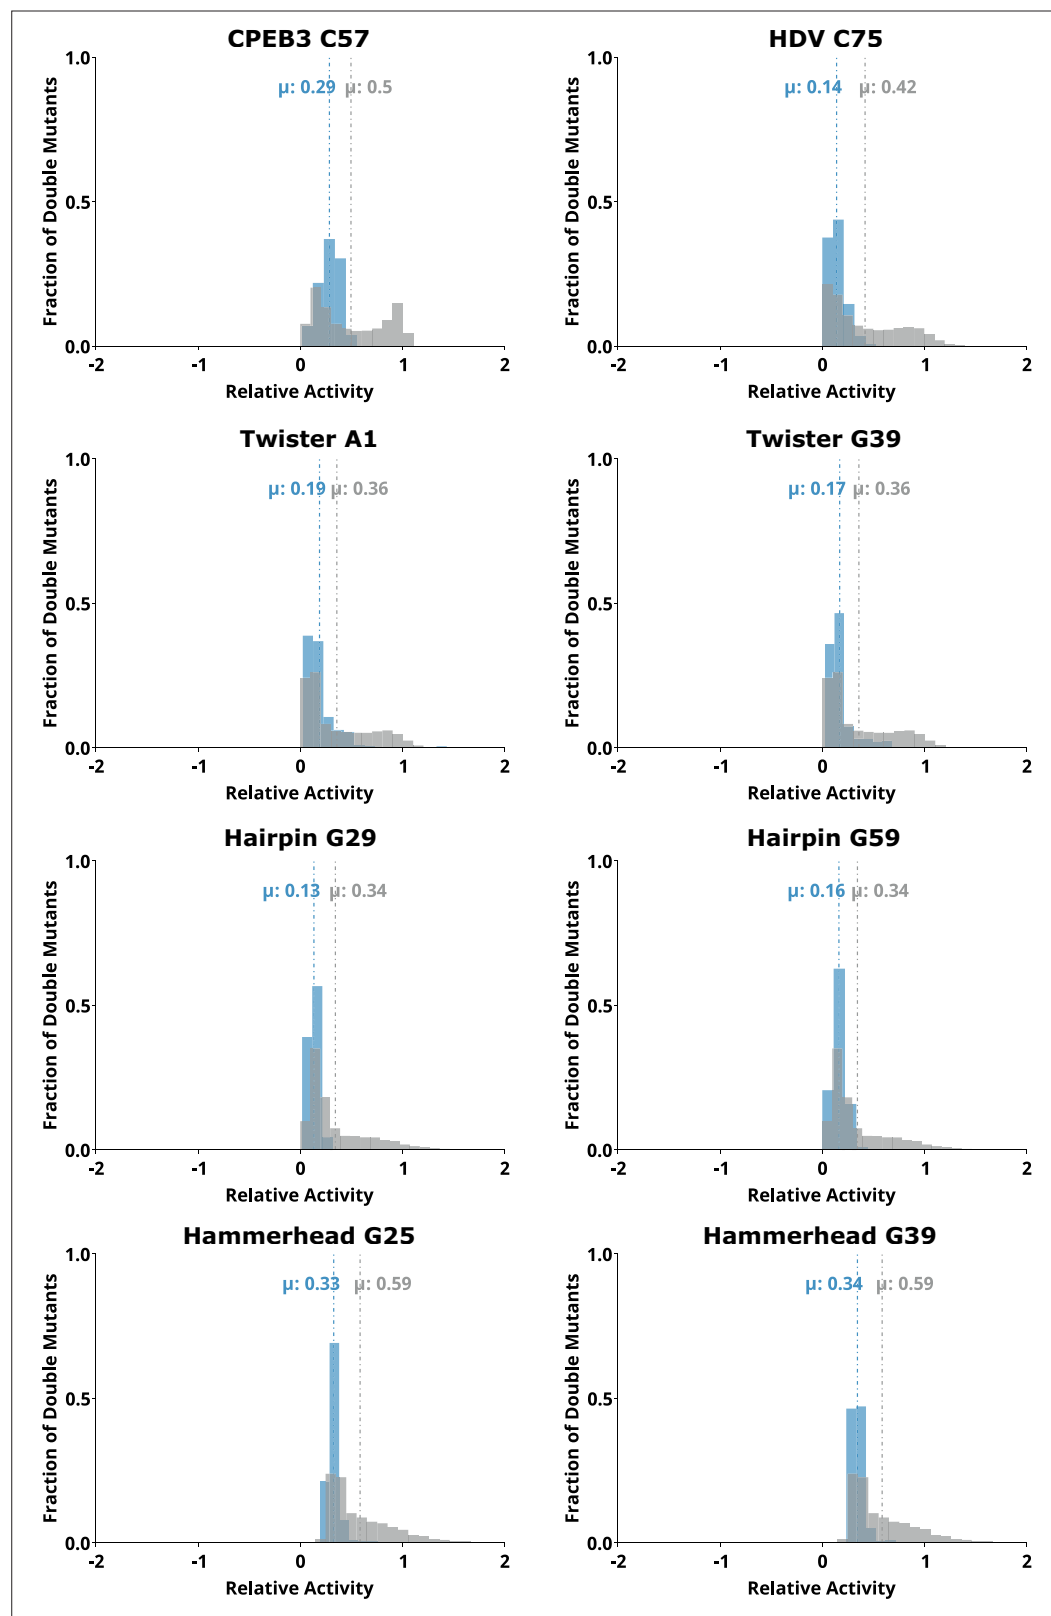 CPEB3 C57
HDV C75
1.0
μ: 0.29 μ: 0.5
0.5
0.0
Fraction of Double Mutants
-2 -1 0 1 2
Relative Activity
1.0
μ: 0.14 μ: 0.42
0.5
0.0
Fraction of Double Mutants
-2 -1 0 1 2
Relative Activity
Twister A1
Twister G39
1.0
μ: 0.19 μ: 0.36
0.5
0.0
Fraction of Double Mutants
-2 -1 0 1 2
Relative Activity
1.0
μ: 0.17 μ: 0.36
0.5
0.0
Fraction of Double Mutants
-2 -1 0 1 2
Relative Activity
Hairpin G29
Hairpin G59
1.0
μ: 0.13 μ: 0.34
0.5
0.0
Fraction of Double Mutants
-2 -1 0 1 2
Relative Activity
1.0
μ: 0.16 μ: 0.34
0.5
0.0
Fraction of Double Mutants
-2 -1 0 1 2
Relative Activity
Hammerhead G25
Hammerhead G39
1.0
μ: 0.33 μ: 0.59
0.5
0.0
Fraction of Double Mutants
-2 -1 0 1 2
Relative Activity
1.0
μ: 0.34 μ: 0.59
0.5
0.0
Fraction of Double Mutants
-2 -1 0 1 2
Relative Activity